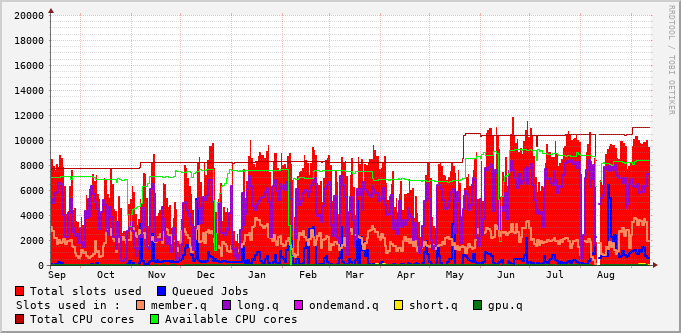 20000
18000
16000
14000
12000
10000
8000
6000
4000
2000
0
Sep Oct Nov Dec Jan Feb Mar Apr May Jun Jul Aug
RRDTOOL / TOBI OETIKER
Total slots used Queued Jobs
Slots used in : member.q long.q ondemand.q short.q gpu.q
Total CPU cores Available CPU cores